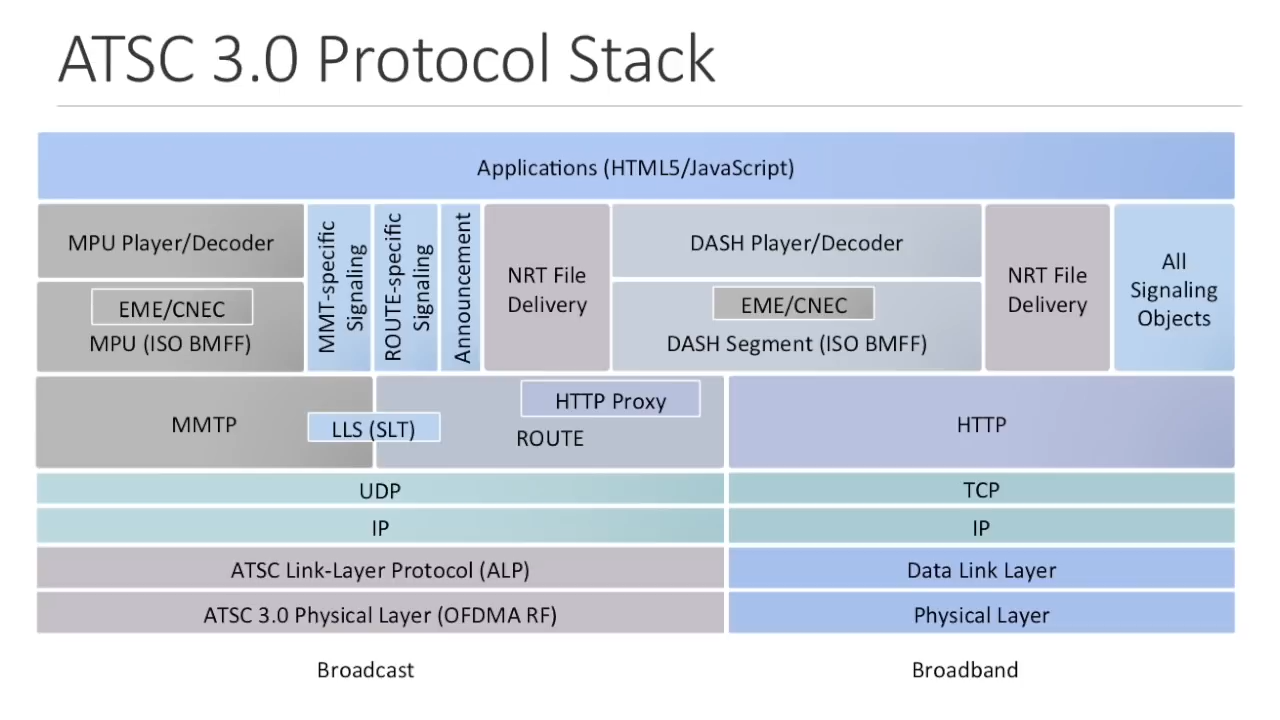 ATSC 3.0 Protocol Stack
Applications (HTML5/JavaScript)
MPU Player/Decoder
EME/CNEC
MPU (ISO BMFF)
MMT-specific
Signaling
ROUTE-specific
Signaling
Announcement
NRT File
Delivery
DASH Player/Decoder
EME/CNEC
DASH Segment (ISO BMFF)
NRT File
Delivery
All
Signaling
Objects
MMTP
LLS (SLT)
HTTP Proxy
ROUTE
HTTP
UDP
TCP
IP
IP
ATSC Link-Layer Protocol (ALP)
Data Link Layer
ATSC 3.0 Physical Layer (OFDMA RF)
Physical Layer
Broadcast
Broadband